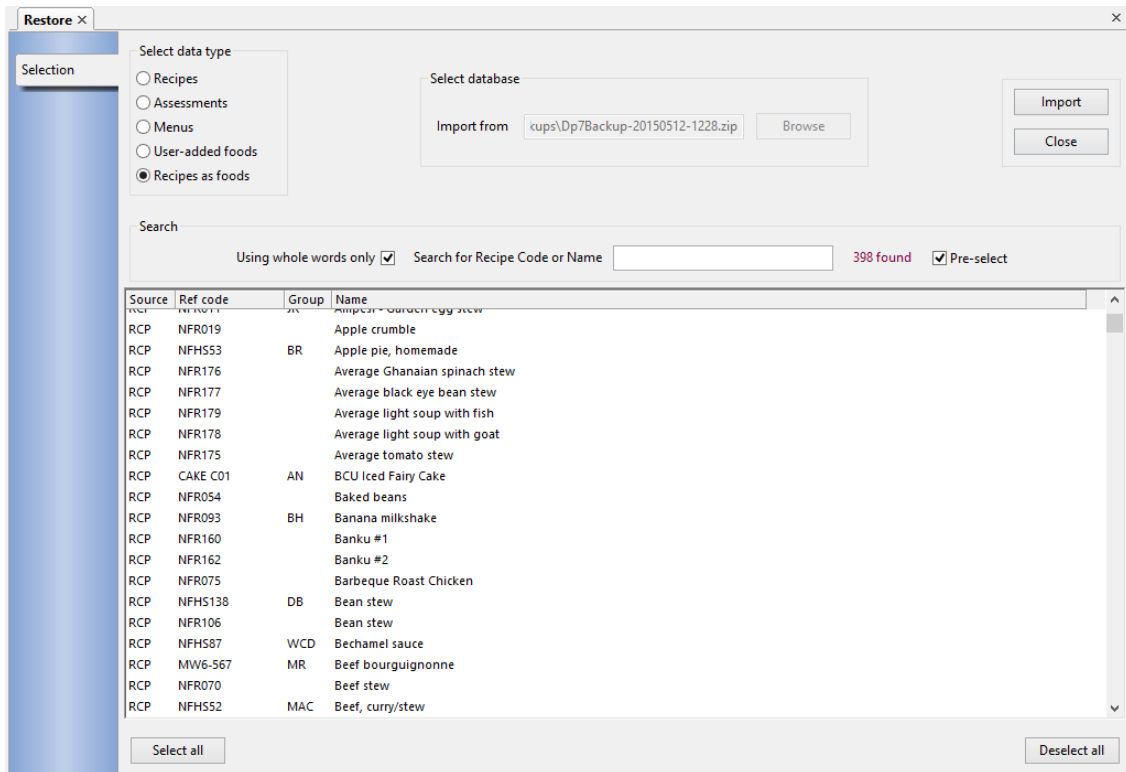 Restore ×
Selection
Select data type
Recipes
Assessments
Menus
User-added foods
Recipes as foods
Select database
Import from kups\Dp7Backup-20150512-1228.zip Browse
Import
Close
Search
Using whole words only Search for Recipe Code or Name 398 found Pre-select
Source Ref code Group Name
RCP NFR019 Apple crumble
RCP NFHS53 BR Apple pie, homemade
RCP NFR176 Average Ghanaian spinach stew
RCP NFR177 Average black eye bean stew
RCP NFR179 Average light soup with fish
RCP NFR178 Average light soup with goat
RCP NFR175 Average tomato stew
RCP CAKE C01 AN BCU Iced Fairy Cake
RCP NFR054 Baked beans
RCP NFR093 BH Banana milkshake
RCP NFR160 Banku #1
RCP NFR162 Banku #2
RCP NFR075 Barbeque Roast Chicken
RCP NFHS138 DB Bean stew
RCP NFR106 Bean stew
RCP NFHS87 WCD Bechamel sauce
RCP MW6-567 MR Beef bourguignonne
RCP NFR070 Beef stew
RCP NFHS52 MAC Beef, curry/stew
Select all Deselect all